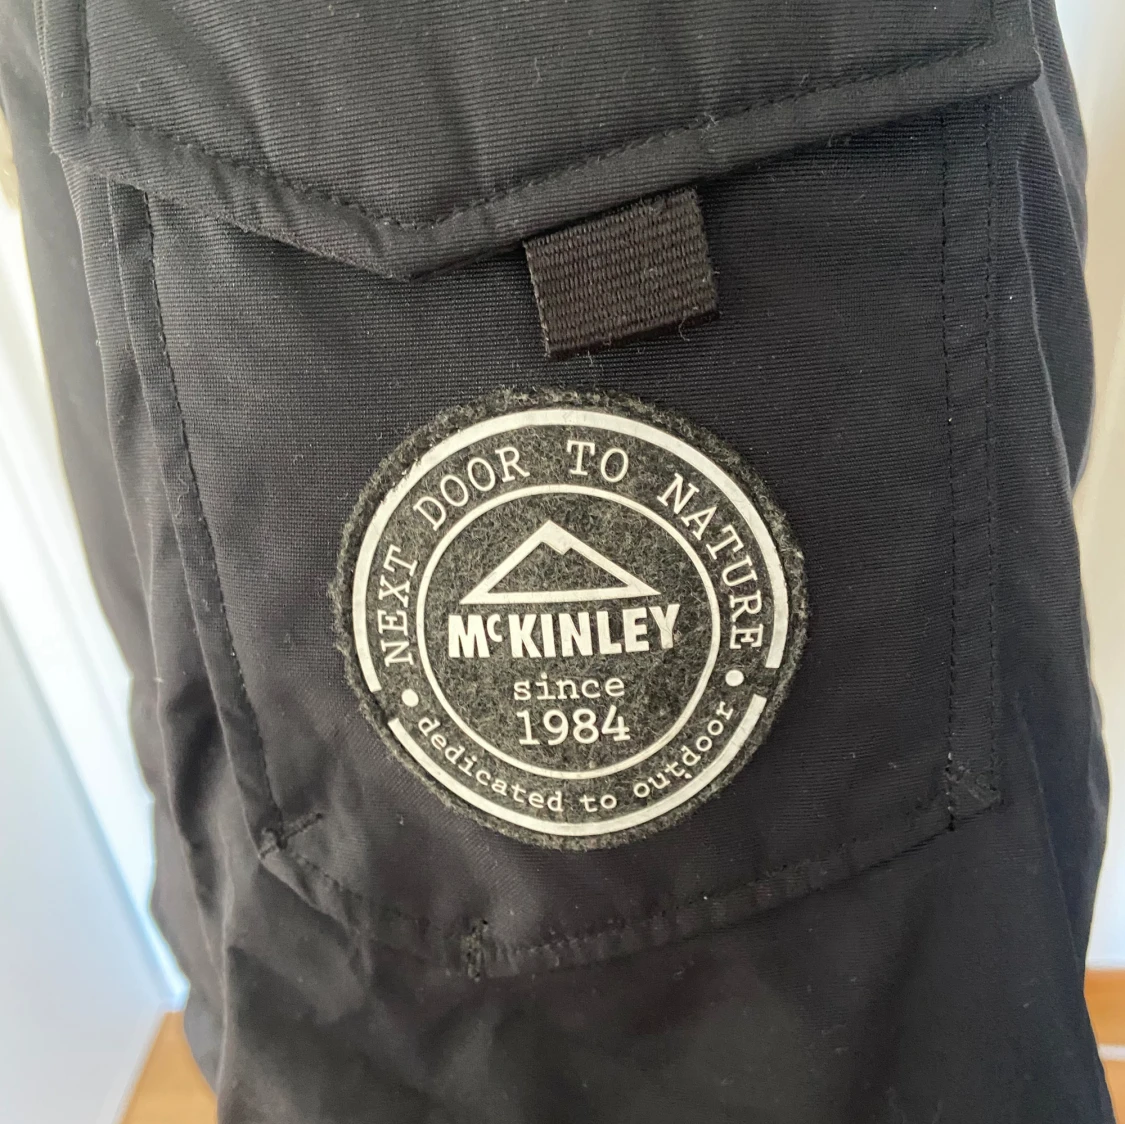 NEXT DOOR TO NATURE
McKINLEY
since
1984
dedicated to outdoor